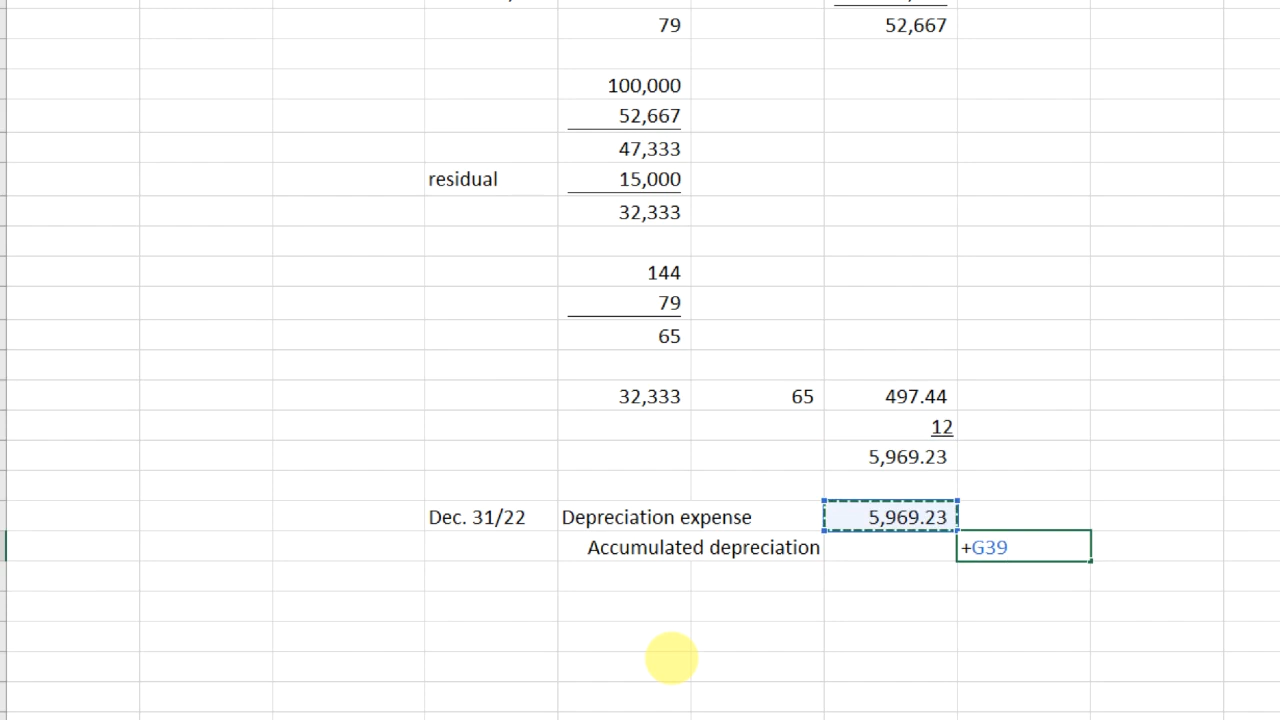 79 52,667
100,000
52,667
47,333
residual 15,000
32,333
144
79
65
32,333 65 497.44
12
5,969.23
Dec. 31/22 Depreciation expense 5,969.23
Accumulated depreciation +G39